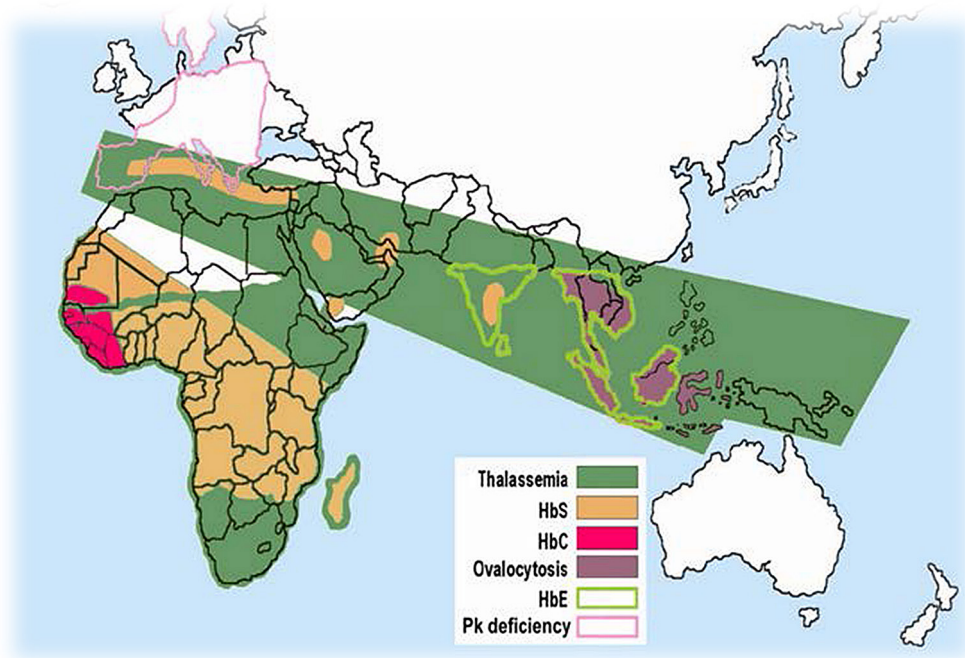 Thalassemia
HbS
HbC
Ovalocytosis
HbE
Pk deficiency